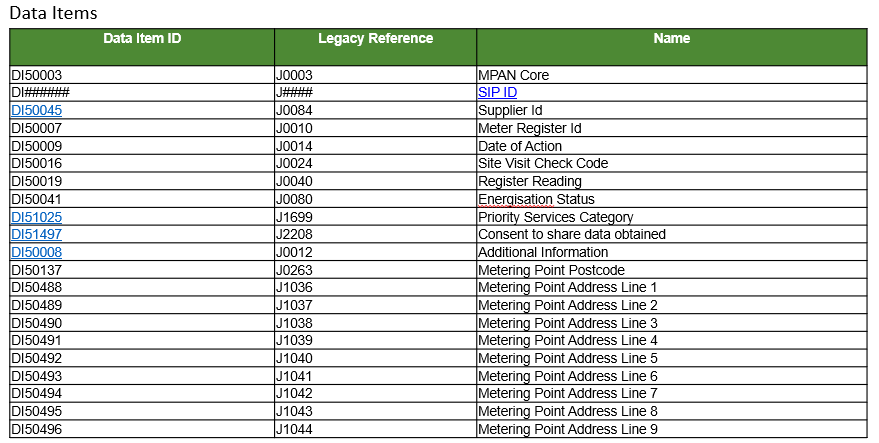 Data Items
Data Item ID Legacy Reference Name
DI50003 J0003 MPAN Core
DI###### J#### SIP ID
DI50045 J0084 Supplier Id
DI50007 J0010 Meter Register Id
DI50009 J0014 Date of Action
DI50016 J0024 Site Visit Check Code
DI50019 J0040 Register Reading
DI50041 J0080 Energisation Status
DI51025 J1699 Priority Services Category
DI51497 J2208 Consent to share data obtained
DI50008 J0012 Additional Information
DI50137 J0263 Metering Point Postcode
DI50488 J1036 Metering Point Address Line 1
DI50489 J1037 Metering Point Address Line 2
DI50490 J1038 Metering Point Address Line 3
DI50491 J1039 Metering Point Address Line 4
DI50492 J1040 Metering Point Address Line 5
DI50493 J1041 Metering Point Address Line 6
DI50494 J1042 Metering Point Address Line 7
DI50495 J1043 Metering Point Address Line 8
DI50496 J1044 Metering Point Address Line 9